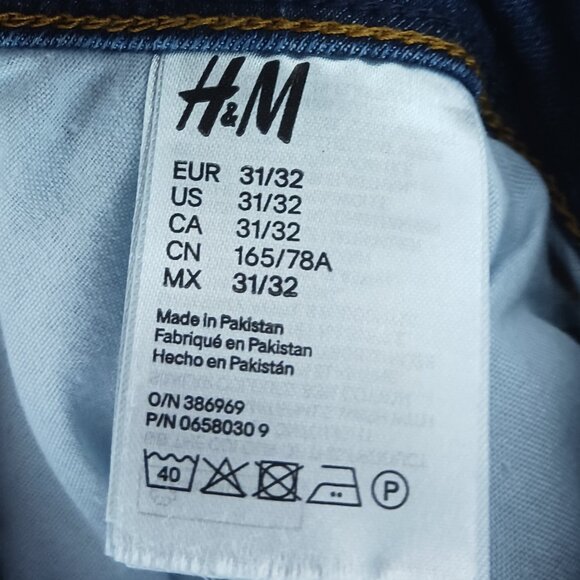 H&M
EUR 31/32
US 31/32
CA 31/32
CN 165/78A
MX 31/32
Made in Pakistan
Fabriqué en Pakistan
Hecho en Pakistán
O/N 386969
P/N 0658030 9
40
P